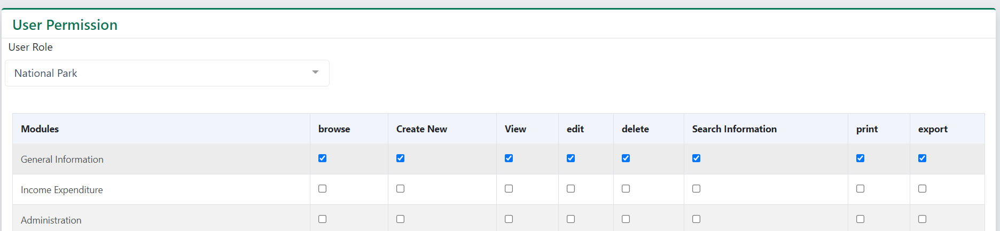 User Permission
User Role
National Park
Modules browse Create New View edit delete Search Information print export
General Information
Income Expenditure
Administration